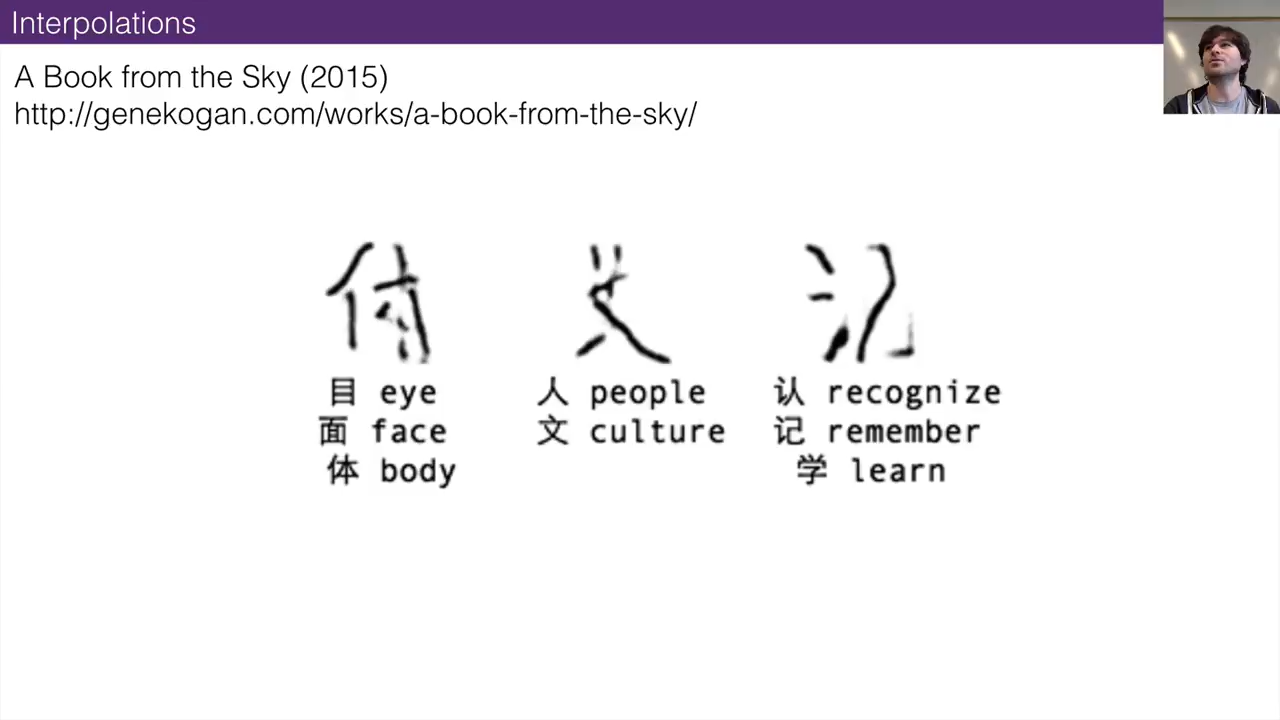 Interpolations
A Book from the Sky (2015)
http://genekogan.com/works/a-book-from-the-sky/
目 eye
面 face
体 body
人 people
文 culture
认 recognize
记 remember
学 learn